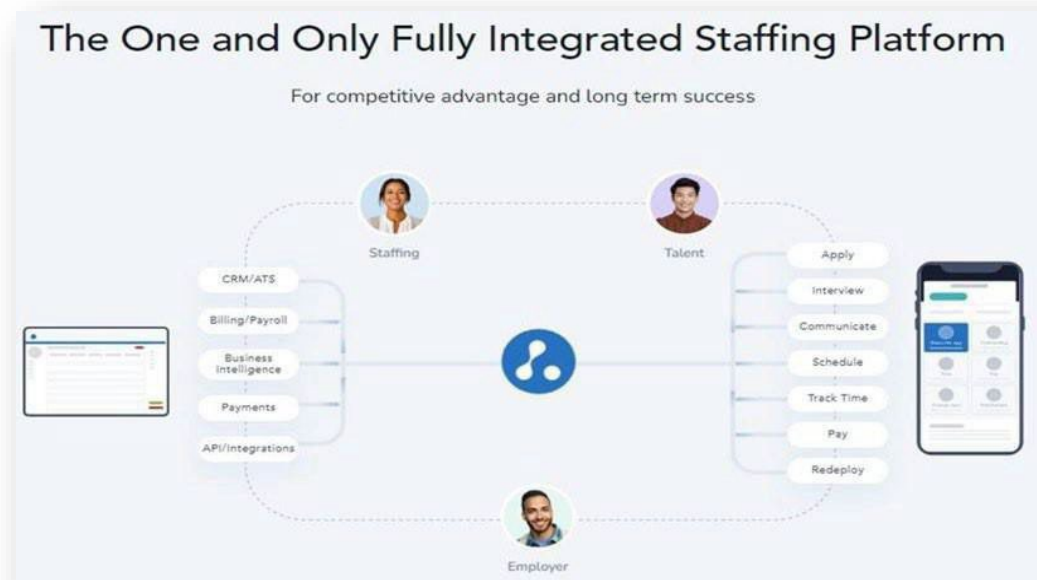 The One and Only Fully Integrated Staffing Platform
For competitive advantage and long term success
Staffing
Talent
CRM/ATS
Billing/Payroll
Business
Intelligence
Payments
API/Integrations
Apply
Interview
Communicate
Schedule
Track Time
Pay
Redeploy
Employer